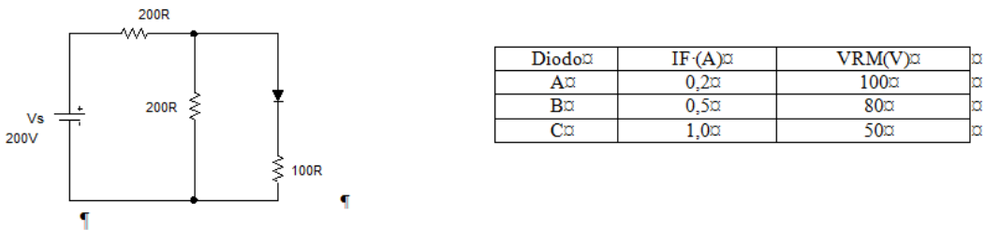 200R
200R
Vs
200V
100R
¶
¶
Diodo¤ IF·(A)¤ VRM(V)¤ ¤
A¤ 0,2¤ 100¤ ¤
B¤ 0,5¤ 80¤ ¤
C¤ 1,0¤ 50¤ ¤